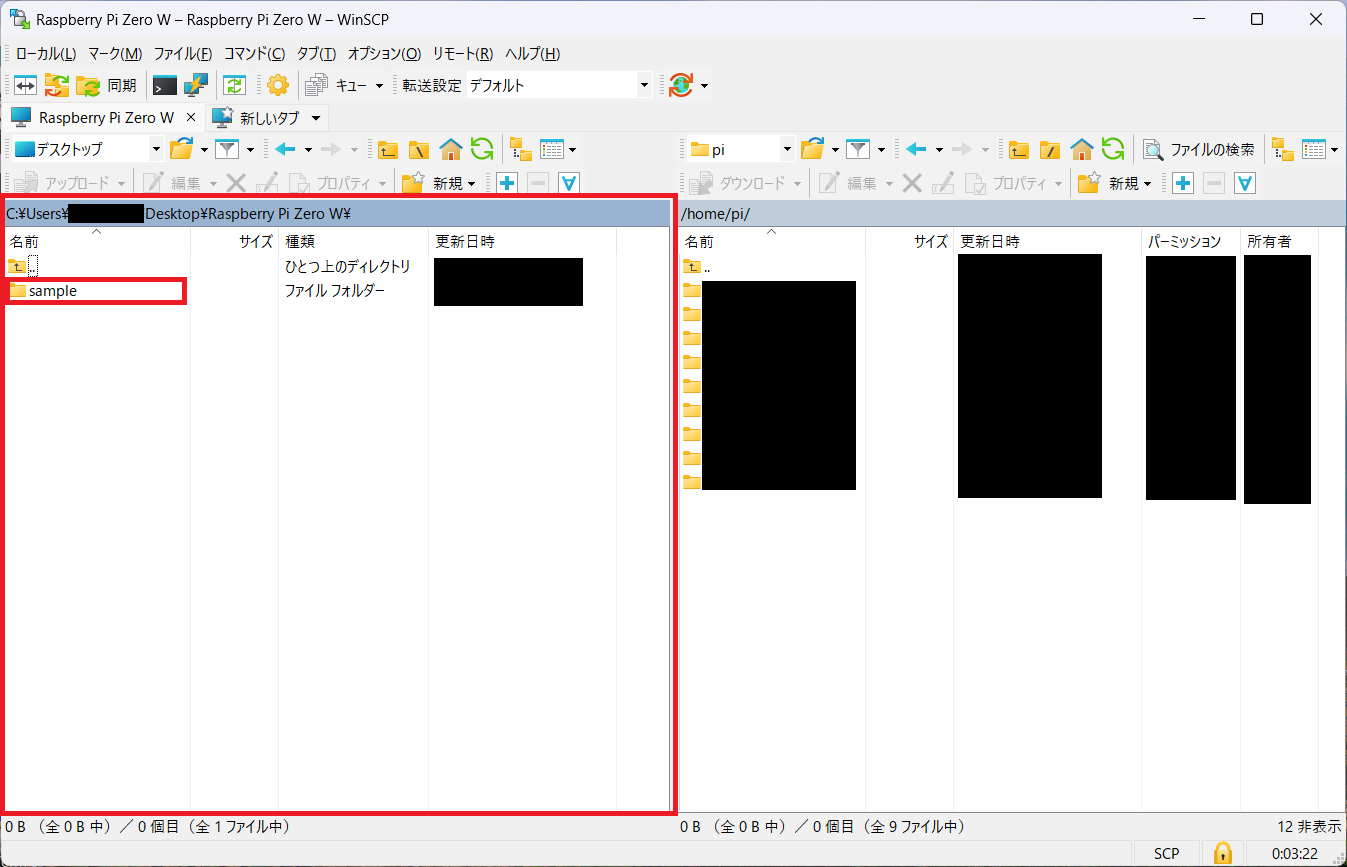 Raspberry Pi Zero W – Raspberry Pi Zero W – WinSCP
ローカル(L) マーク(M) ファイル(F) コマンド(C) タブ(T) オプション(O) リモート(R) ヘルプ(H)
同期 キュー 転送設定 デフォルト
Raspberry Pi Zero W 新しいタブ
デスクトップ pi ファイルの検索
アップロード 編集 プロパティ 新規 ダウンロード 編集 プロパティ 新規
C:¥Users¥ Desktop¥Raspberry Pi Zero W¥ /home/pi/
名前 サイズ 種類 更新日時 名前 サイズ 更新日時 パーミッション 所有者
.. ひとつ上のディレクトリ ..
sample ファイル フォルダー
0 B （全 0 B 中） ／ 0 個目 （全 1 ファイル中） 0 B （全 0 B 中） ／ 0 個目 （全 9 ファイル中） 12 非表示
SCP 0:03:22